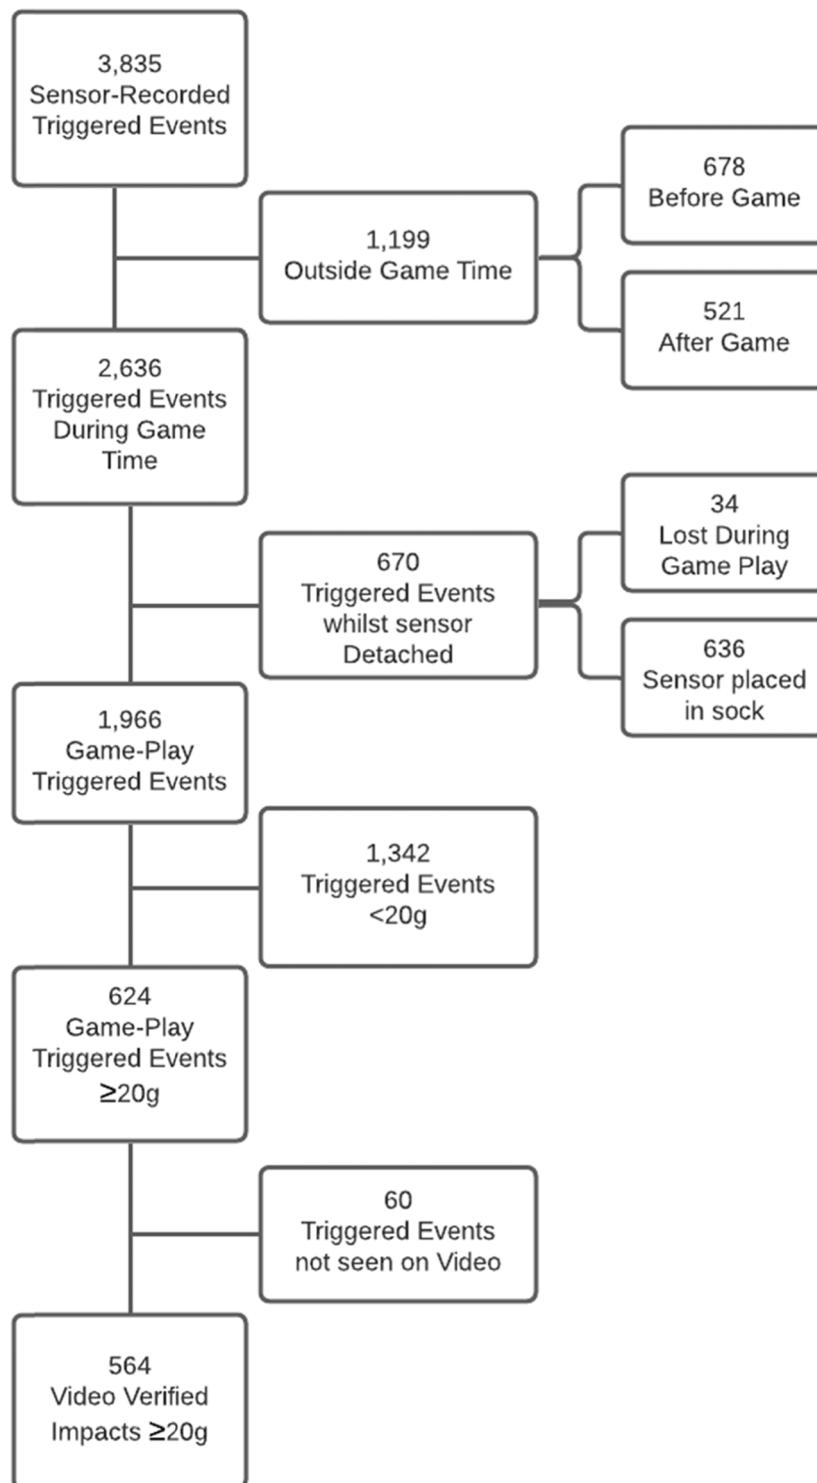 3,835
Sensor-Recorded
Triggered Events
678
Before Game
1,199
Outside Game Time
521
After Game
2,636
Triggered Events
During Game
Time
34
Lost During
Game Play
670
Triggered Events
whilst sensor
Detached
636
Sensor placed
in sock
1,966
Game-Play
Triggered Events
1,342
Triggered Events
<20g
624
Game-Play
Triggered Events
≥20g
60
Triggered Events
not seen on Video
564
Video Verified
Impacts ≥20g